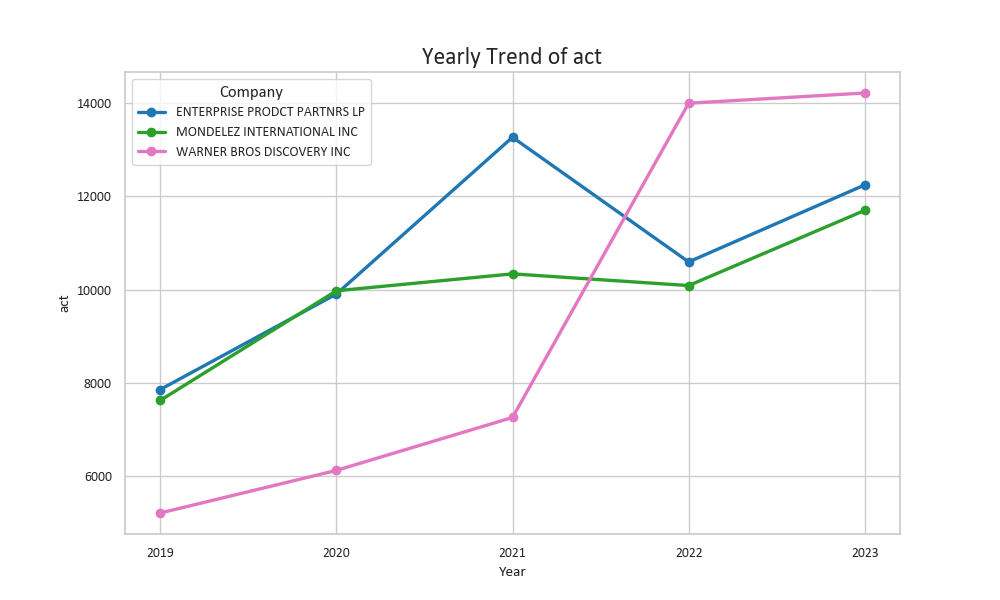 Yearly Trend of act
Company
ENTERPRISE PRODCT PARTNRS LP
MONDELEZ INTERNATIONAL INC
WARNER BROS DISCOVERY INC
14000
12000
10000
8000
6000
act
2019 2020 2021 2022 2023
Year